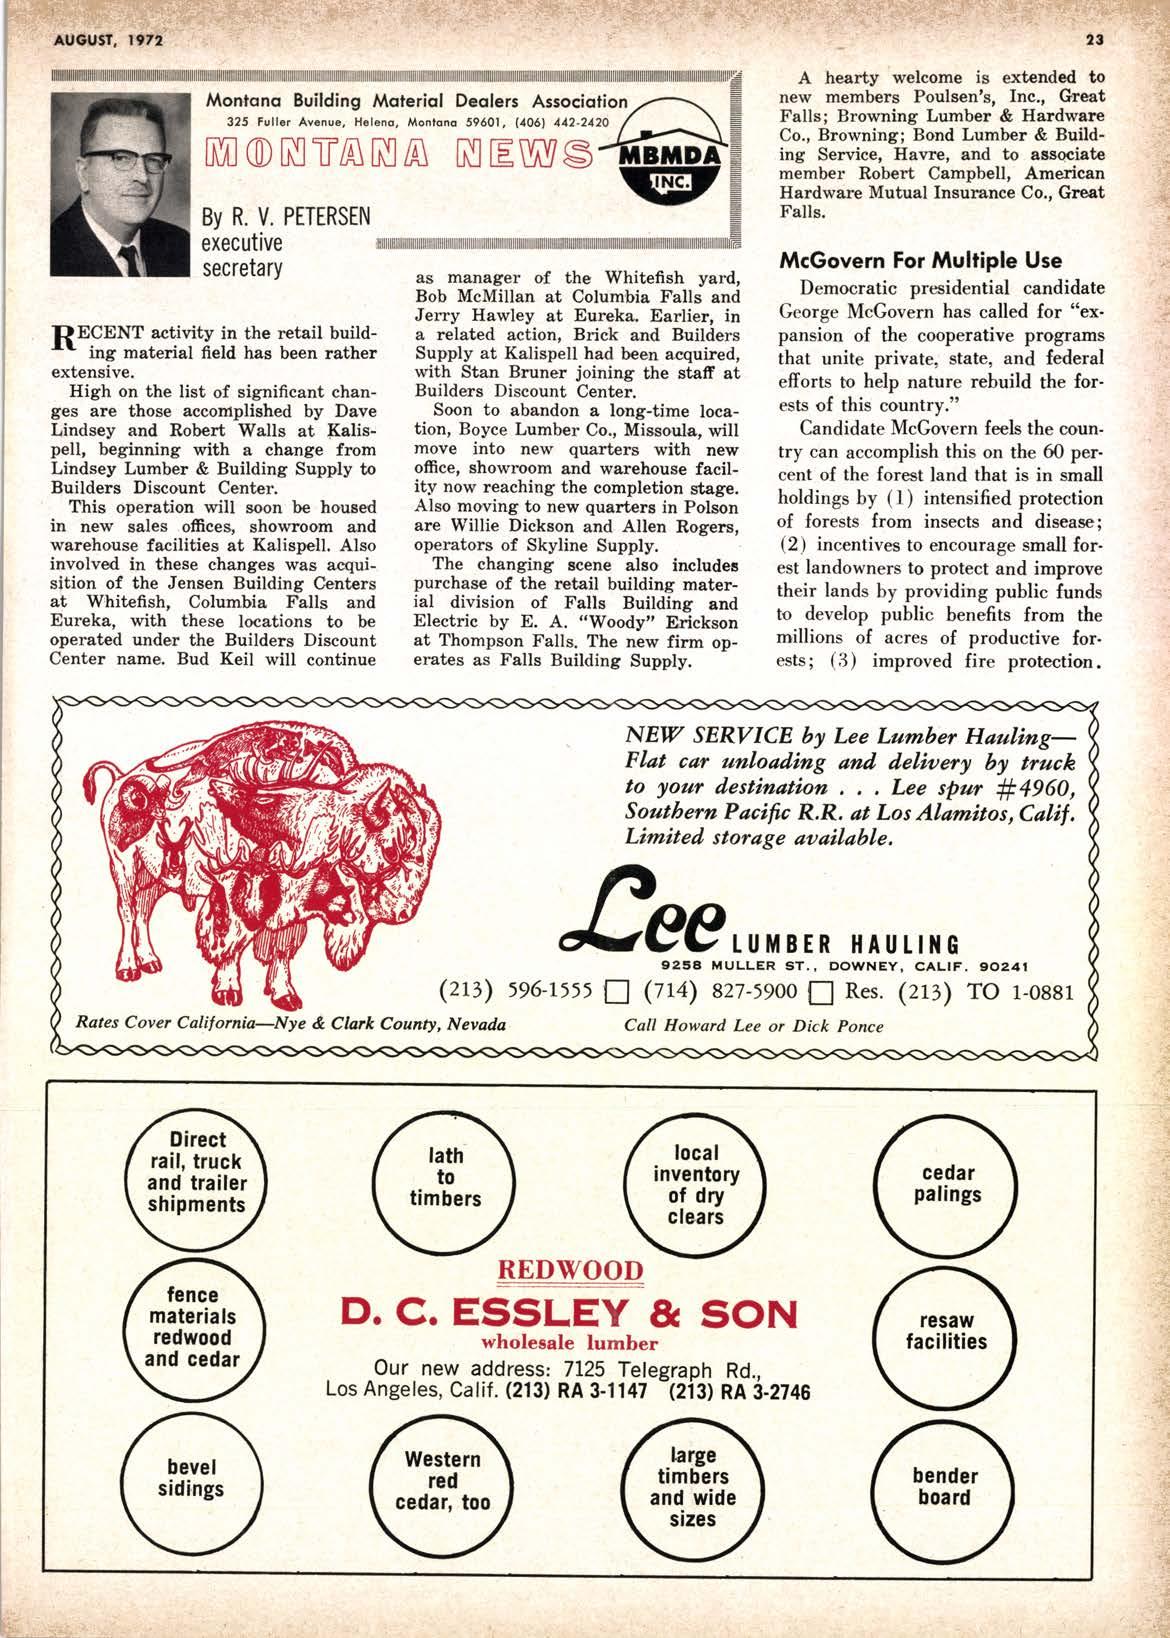 AUGUST, 1972
23
Montana Building Material Dealers Association
325 Fuller Avenue, Helena, Montana 59601, (406) 442-2420
MONTANA NEWS
MBMDA
INC.
By R. V. PETERSEN
executive
secretary
RECENT activity in the retail build-
ing material field has been rather
extensive.
High on the list of significant chan-
ges are those accomplished by Dave
Lindsey and Robert Walls at Kalis-
pell, beginning with a change from
Lindsey Lumber & Building Supply to
Builders Discount Center.
This operation will soon be housed
in new sales offices, showroom and
warehouse facilities at Kalispell. Also
involved in these changes was acqui-
sition of the Jensen Building Centers
at Whitefish, Columbia Falls and
Eureka, with these locations to be
operated under the Builders Discount
Center name. Bud Keil will continue
as manager of the Whitefish yard,
Bob McMillan at Columbia Falls and
Jerry Hawley at Eureka. Earlier, in
a related action, Brick and Builders
Supply at Kalispell had been acquired,
with Stan Bruner joining the staff at
Builders Discount Center.
Soon to abandon a long-time loca-
tion, Boyce Lumber Co., Missoula, will
move into new quarters with new
office, showroom and warehouse facil-
ity now reaching the completion stage.
Also moving to new quarters in Polson
are Willie Dickson and Allen Rogers,
operators of Skyline Supply.
The changing scene also includes
purchase of the retail building mater-
ial division of Falls Building and
Electric by E. A. "Woody" Erickson
at Thompson Falls. The new firm op-
erates as Falls Building Supply.
A hearty welcome is extended to
new members Poulsen's, Inc., Great
Falls; Browning Lumber & Hardware
Co., Browning; Bond Lumber & Build-
ing Service, Havre, and to associate
member Robert Campbell, American
Hardware Mutual Insurance Co., Great
Falls.
McGovern For Multiple Use
Democratic presidential candidate
George McGovern has called for "ex-
pansion of the cooperative programs
that unite private, state, and federal
efforts to help nature rebuild the for-
ests of this country."
Candidate McGovern feels the coun-
try can accomplish this on the 60 per-
cent of the forest land that is in small
holdings by (1) intensified protection
of forests from insects and disease;
(2) incentives to encourage small for-
est landowners to protect and improve
their lands by providing public funds
to develop public benefits from the
millions of acres of productive for-
ests; (3) improved fire protection.
NEW SERVICE by Lee Lumber Hauling—
Flat car unloading and delivery by truck
to your destination . . . Lee spur #4960,
Southern Pacific R.R. at Los Alamitos, Calif.
Limited storage available.
Lee LUMBER HAULING
9258 MULLER ST., DOWNEY, CALIF. 90241
(213) 596-1555 □ (714) 827-5900 □ Res. (213) TO 1-0881
Rates Cover California—Nye & Clark County, Nevada
Call Howard Lee or Dick Ponce
Direct
rail, truck
and trailer
shipments
lath
to
timbers
local
inventory
of dry
clears
cedar
palings
fence
materials
redwood
and cedar
REDWOOD
D. C. ESSLEY & SON
wholesale lumber
Our new address: 7125 Telegraph Rd.,
Los Angeles, Calif. (213) RA 3-1147 (213) RA 3-2746
resaw
facilities
bevel
sidings
Western
red
cedar, too
large
timbers
and wide
sizes
bender
board